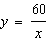 y = 60/x